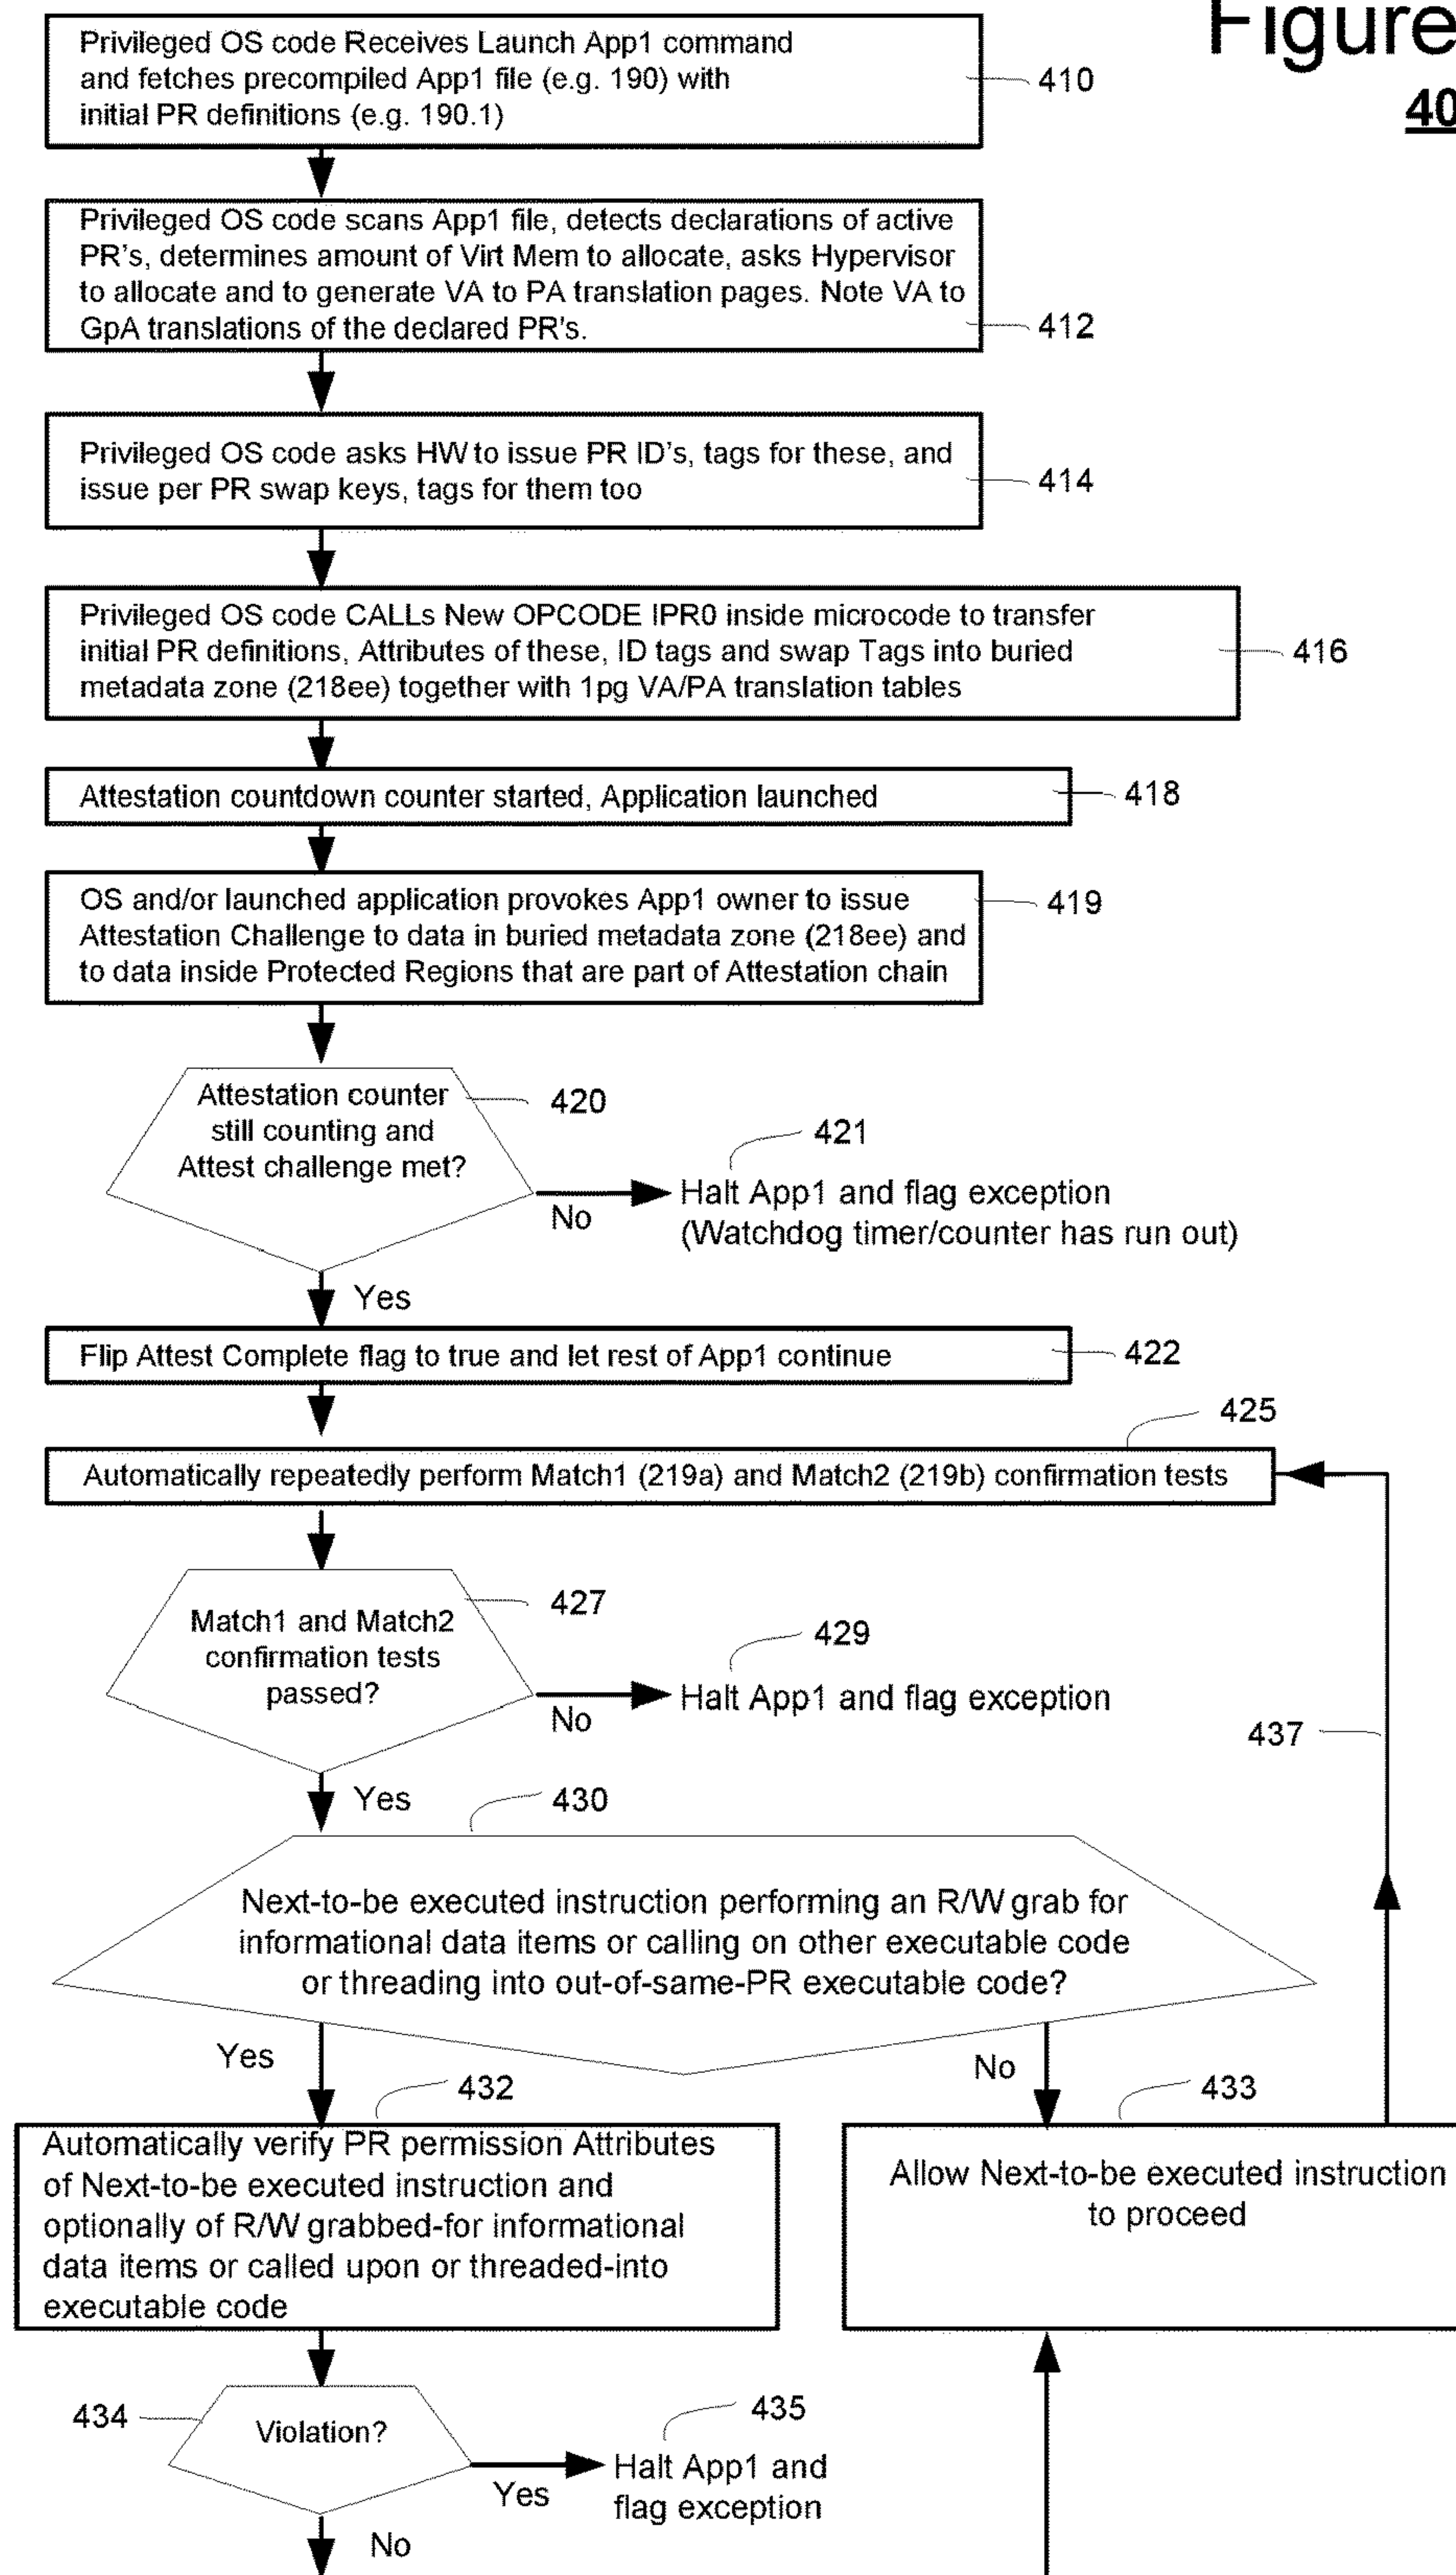 Figure
40
Privileged OS code Receives Launch App1 command
and fetches precompiled App1 file (e.g. 190) with
initial PR definitions (e.g. 190.1)
410
Privileged OS code scans App1 file, detects declarations of active
PR's, determines amount of Virt Mem to allocate, asks Hypervisor
to allocate and to generate VA to PA translation pages. Note VA to
GpA translations of the declared PR's.
412
Privileged OS code asks HW to issue PR ID's, tags for these, and
issue per PR swap keys, tags for them too
414
Privileged OS code CALLs New OPCODE IPR0 inside microcode to transfer
initial PR definitions, Attributes of these, ID tags and swap Tags into buried
metadada zone (218ee) together with 1pg VA/PA translation tables
416
Attestation countdown counter started, Application launched
418
OS and/or launched application provokes App1 owner to issue
Attestation Challenge to data in buried metadata zone (218ee) and
to data inside Protected Regions that are part of Attestation chain
419
Attestation counter
still counting and
Attest challenge met?
420
421
No
Halt App1 and flag exception
(Watchdog timer/counter has run out)
Yes
Flip Attest Complete flag to true and let rest of App1 continue
422
425
Automatically repeatedly perform Match1 (219a) and Match2 (219b) confirmation tests
Match1 and Match2
confirmation tests
passed?
427
429
No
Halt App1 and flag exception
437
Yes
430
Next-to-be executed instruction performing an R/W grab for
informational data items or calling on other executable code
or threading into out-of-same-PR executable code?
Yes
No
432
433
Automatically verify PR permission Attributes
of Next-to-be executed instruction and
optionally of R/W grabbed-for informational
data items or called upon or threaded-into
executable code
Allow Next-to-be executed instruction
to proceed
434
Violation?
435
Yes
Halt App1 and
flag exception
No